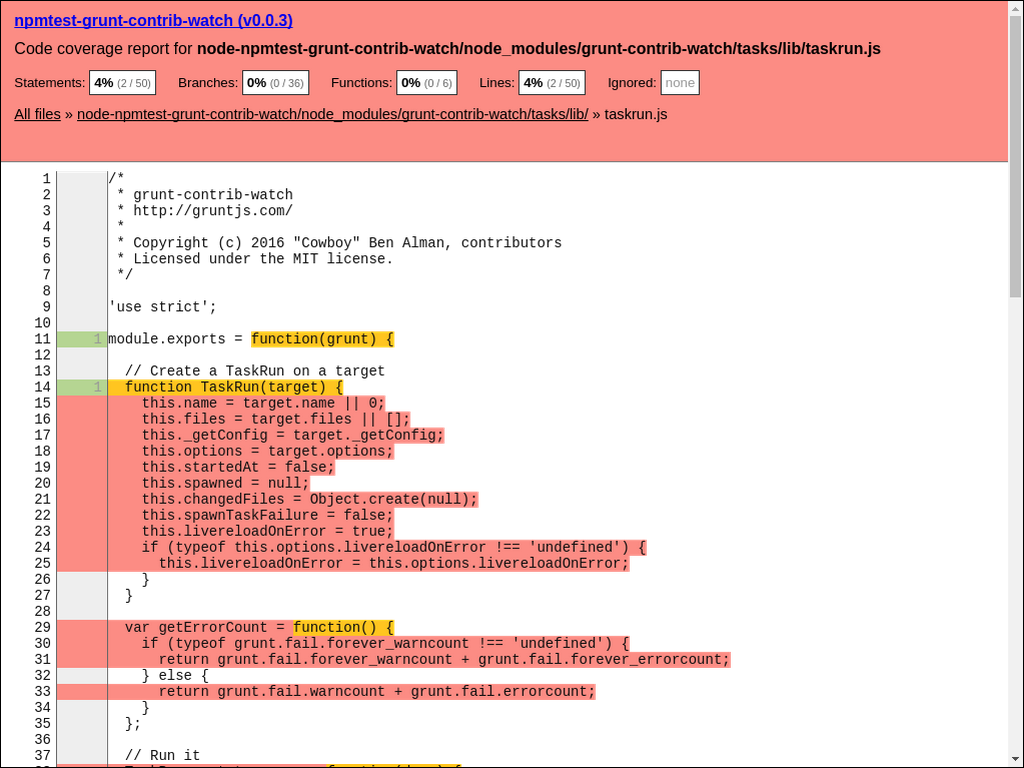 npmtest-grunt-contrib-watch (v0.0.3)
Code coverage report for node-npmtest-grunt-contrib-watch/node_modules/grunt-contrib-watch/tasks/lib/taskrun.js
Statements: 4% (2 / 50) Branches: 0% (0 / 36) Functions: 0% (0 / 6) Lines: 4% (2 / 50) Ignored: none
All files » node-npmtest-grunt-contrib-watch/node_modules/grunt-contrib-watch/tasks/lib/ » taskrun.js
1 /*
2  * grunt-contrib-watch
3  * http://gruntjs.com/
4  *
5  * Copyright (c) 2016 "Cowboy" Ben Alman, contributors
6  * Licensed under the MIT license.
7  */
8
9 'use strict';
10
11 1 module.exports = function(grunt) {
12
13   // Create a TaskRun on a target
14 1   function TaskRun(target) {
15     this.name = target.name || 0;
16     this.files = target.files || [];
17     this._getConfig = target._getConfig;
18     this.options = target.options;
19     this.startedAt = false;
20     this.spawned = null;
21     this.changedFiles = Object.create(null);
22     this.spawnTaskFailure = false;
23     this.livereloadOnError = true;
24     if (typeof this.options.livereloadOnError !== 'undefined') {
25       this.livereloadOnError = this.options.livereloadOnError;
26     }
27   }
28
29   var getErrorCount = function() {
30     if (typeof grunt.fail.forever_warncount !== 'undefined') {
31       return grunt.fail.forever_warncount + grunt.fail.forever_errorcount;
32     } else {
33       return grunt.fail.warncount + grunt.fail.errorcount;
34     }
35   };
36
37   // Run it